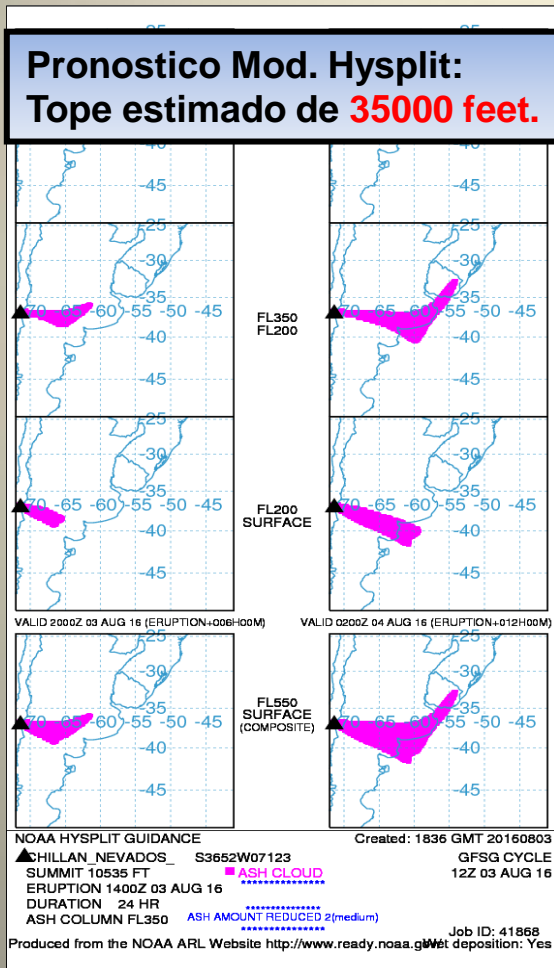 Pronostico Mod. Hysplit:
Tope estimado de 35000 feet.
-45
-45
-25
-30
-35
-70 -65 -60 -55 -50 -45
-40
-45
FL350
FL200
-25
-30
-35
-70 -65 -60 -55 -50 -45
-40
-45
-25
-30
-35
-70 -65 -60 -55 -50 -45
-40
-45
FL200
SURFACE
-25
-30
-35
-70 -65 -60 -55 -50 -45
-40
-45
VALID 2000Z 03 AUG 16 (ERUPTION+006H00M)
VALID 0200Z 04 AUG 16 (ERUPTION+012H00M)
-25
-30
-35
-70 -65 -60 -55 -50 -45
-40
-45
FL550
SURFACE
(COMPOSITE)
-25
-30
-35
-70 -65 -60 -55 -50 -45
-40
-45
NOAA HYSPLIT GUIDANCE
Created: 1836 GMT 20160803
CHILLAN_NEVADOS_ S3652W07123
GFSG CYCLE
SUMMIT 10535 FT
ASH CLOUD
12Z 03 AUG 16
ERUPTION 1400Z 03 AUG 16
***************
DURATION 24 HR
***************
ASH COLUMN FL350
ASH AMOUNT REDUCED 2(medium)
***************
Job ID: 41868
Produced from the NOAA ARL Website http://www.ready.noaa.gov
Wet deposition: Yes